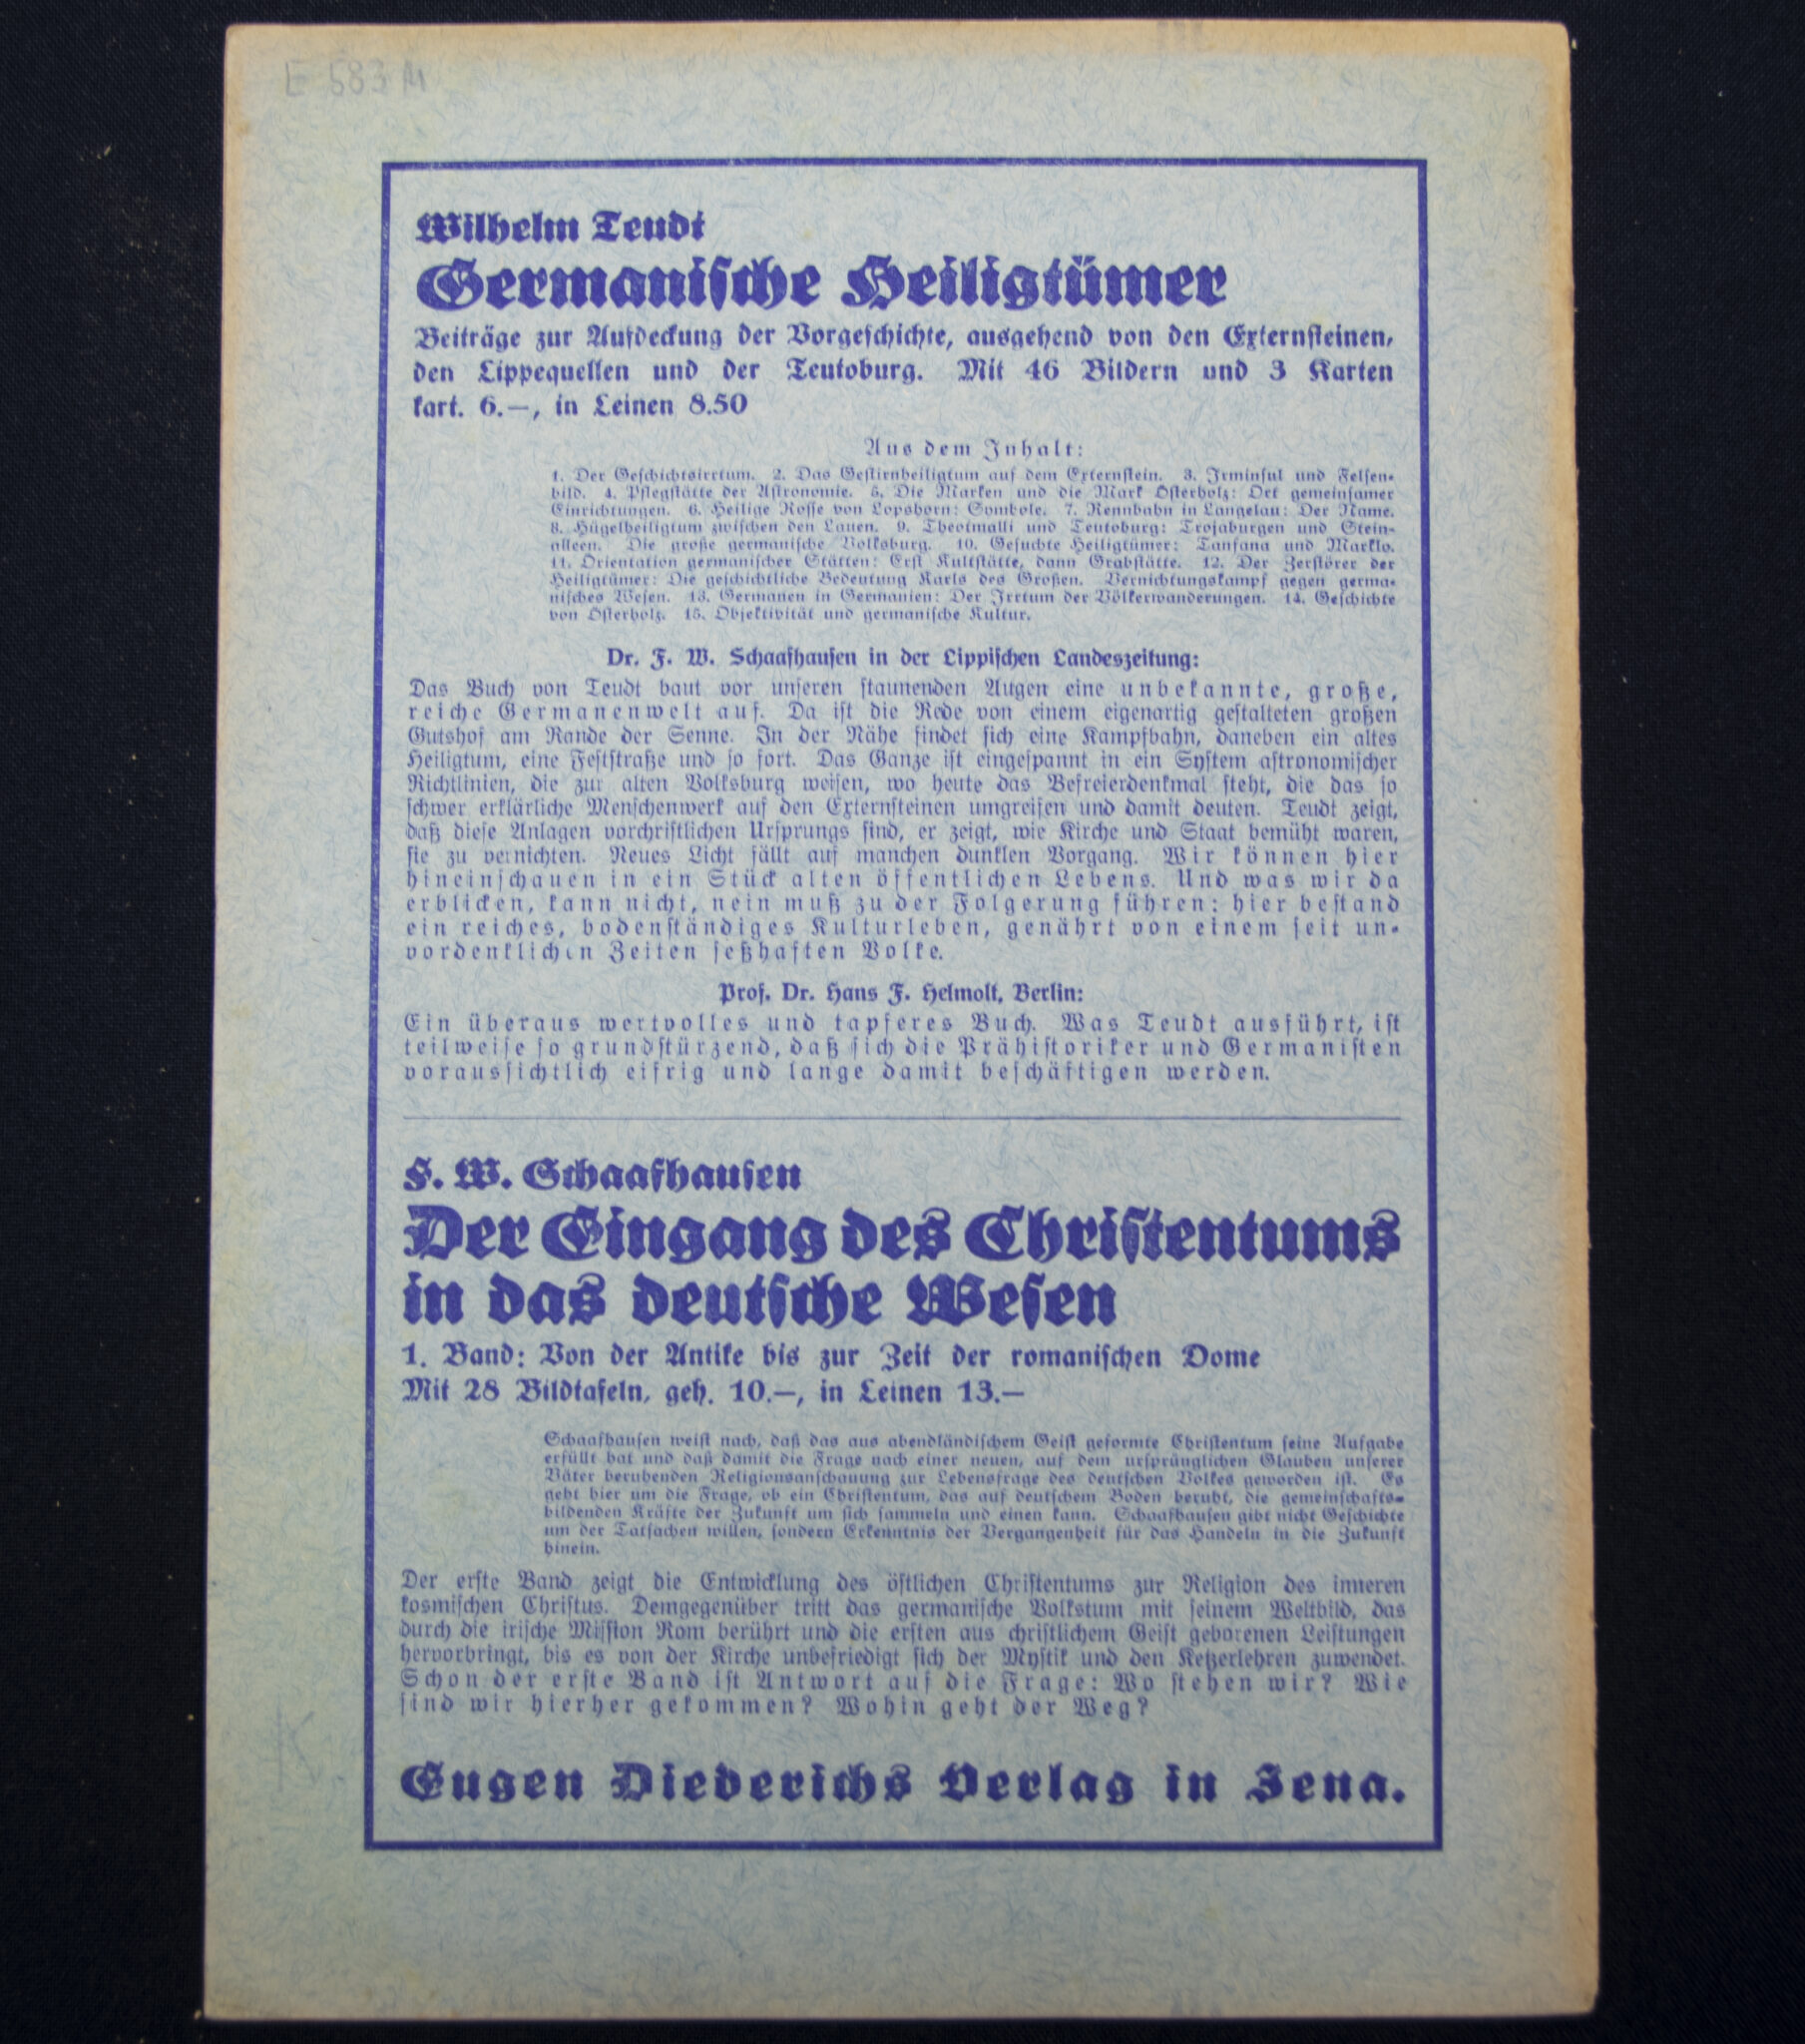 E 583 M
Wilhelm Teudt
Germanische Heiligtümer
Beiträge zur Aufdeckung der Vorgeschichte, ausgehend von den Externsteinen,
den Lippequellen und der Teutoburg. Mit 46 Bildern und 3 Karten
kart. 6.—, in Leinen 8.50
Aus dem Inhalt:
1. Der Geschichtsirrtum. 2. Das Gestirnheiligtum auf dem Externstein. 3. Irminsul und Felsen-
bild. 4. Pflegstätte der Astronomie. 5. Die Marken und die Mark Osterholz: Ort gemeinsamer
Einrichtungen. 6. Heilige Rosse von Lopshorn: Symbole. 7. Rennbahn in Langelau: Der Name.
8. Hügelheiligtum zwischen den Lauen. 9. Theotmalli und Teutoburg: Trojaburgen und Stein-
alleen. Die große germanische Volksburg. 10. Gesuchte Heiligtümer: Tanfana und Marklo.
11. Orientation germanischer Stätten: Erst Kultstätte, dann Grabstätte. 12. Der Zerstörer der
Heiligtümer: Die geschichtliche Bedeutung Karls des Großen. Vernichtungskampf gegen germa-
nisches Wesen. 13. Germanen in Germanien: Der Irrtum der Völkerwanderungen. 14. Geschichte
von Osterholz. 15. Objektivität und germanische Kultur.
Dr. F. W. Schaafhausen in der Lippischen Landeszeitung:
Das Buch von Teudt baut vor unseren staunenden Augen eine unbekannte, große,
reiche Germanenwelt auf. Da ist die Rede von einem eigenartig gestalteten großen
Gutshof am Rande der Senne. In der Nähe findet sich eine Kampfbahn, daneben ein altes
Heiligtum, eine Feststraße und so fort. Das Ganze ist eingespannt in ein System astronomischer
Richtlinien, die zur alten Volksburg weisen, wo heute das Befreierdenkmal steht, die das so
schwer erklärliche Menschenwerk auf den Externsteinen umgreifen und damit deuten. Teudt zeigt,
daß diese Anlagen vorchristlichen Ursprungs sind, er zeigt, wie Kirche und Staat bemüht waren,
sie zu vernichten. Neues Licht fällt auf manchen dunklen Vorgang. Wir können hier
hineinschauen in ein Stück alten öffentlichen Lebens. Und was wir da
erblicken, kann nicht, nein muß zu der Folgerung führen: hier bestand
ein reiches, bodenständiges Kulturleben, genährt von einem seit un-
vordenklichen Zeiten seßhaften Volke.
Prof. Dr. Hans F. Helmolt, Berlin:
Ein überaus wertvolles und tapferes Buch. Was Teudt ausführt, ist
teilweise so grundstürzend, daß sich die Prähistoriker und Germanisten
voraussichtlich eifrig und lange damit beschäftigen werden.
F. W. Schaafhausen
Der Eingang des Christentums
in das deutsche Wesen
1. Band: Von der Antike bis zur Zeit der romanischen Dome
Mit 28 Bildtafeln, geh. 10.—, in Leinen 13.—
Schaafhausen weist nach, daß das aus abendländischem Geist geformte Christentum seine Aufgabe
erfüllt hat und daß damit die Frage nach einer neuen, auf dem ursprünglichen Glauben unserer
Väter beruhenden Religionsanschauung zur Lebensfrage des deutschen Volkes geworden ist. Es
geht hier um die Frage, ob ein Christentum, das auf deutschem Boden beruht, die gemeinschafts-
bildenden Kräfte der Zukunft um sich sammeln und einen kann. Schaafhausen gibt nicht Geschichte
um der Tatsachen willen, sondern Erkenntnis der Vergangenheit für das Handeln in die Zukunft
hinein.
Der erste Band zeigt die Entwicklung des östlichen Christentums zur Religion des inneren
kosmischen Christus. Demgegenüber tritt das germanische Volkstum mit seinem Weltbild, das
durch die irische Mission Rom berührt und die ersten aus christlichem Geist geborenen Leistungen
hervorbringt, bis es von der Kirche unbefriedigt sich der Mystik und den Ketzerlehren zuwendet.
Schon der erste Band ist Antwort auf die Frage: Wo stehen wir? Wie
sind wir hierher gekommen? Wohin geht der Weg?
Eugen Diederichs Verlag in Jena.